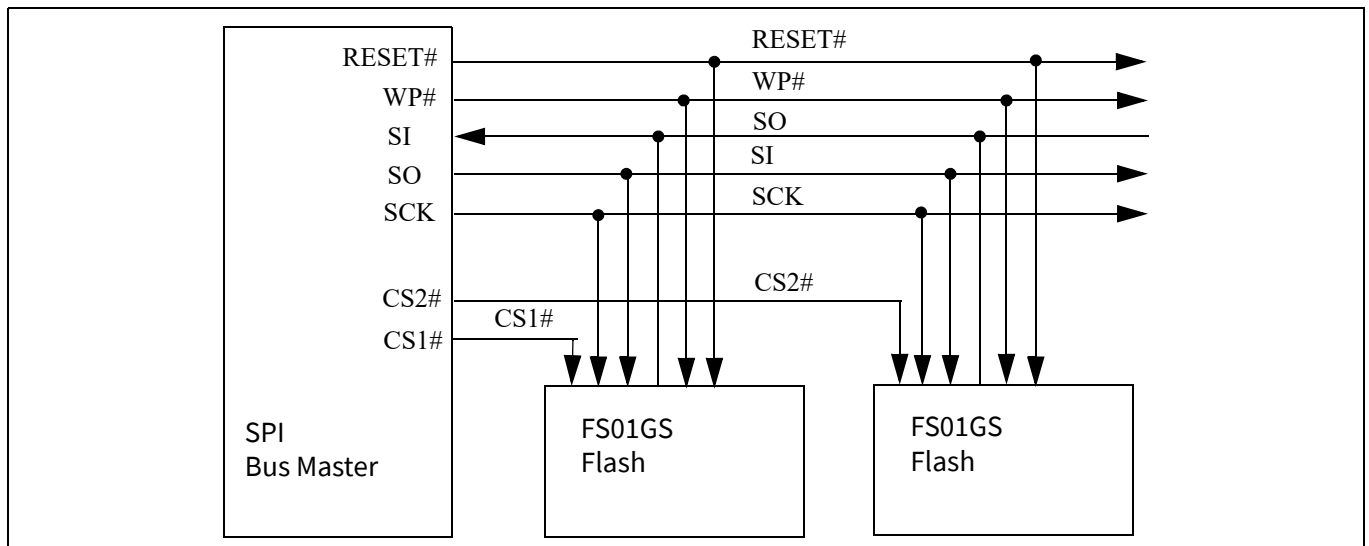 RESET#
RESET#
WP#
WP#
SI
SO
SO
SI
SCK
SCK
CS2#
CS2#
CS1#
CS1#
SPI
Bus Master
FS01GS
Flash
FS01GS
Flash